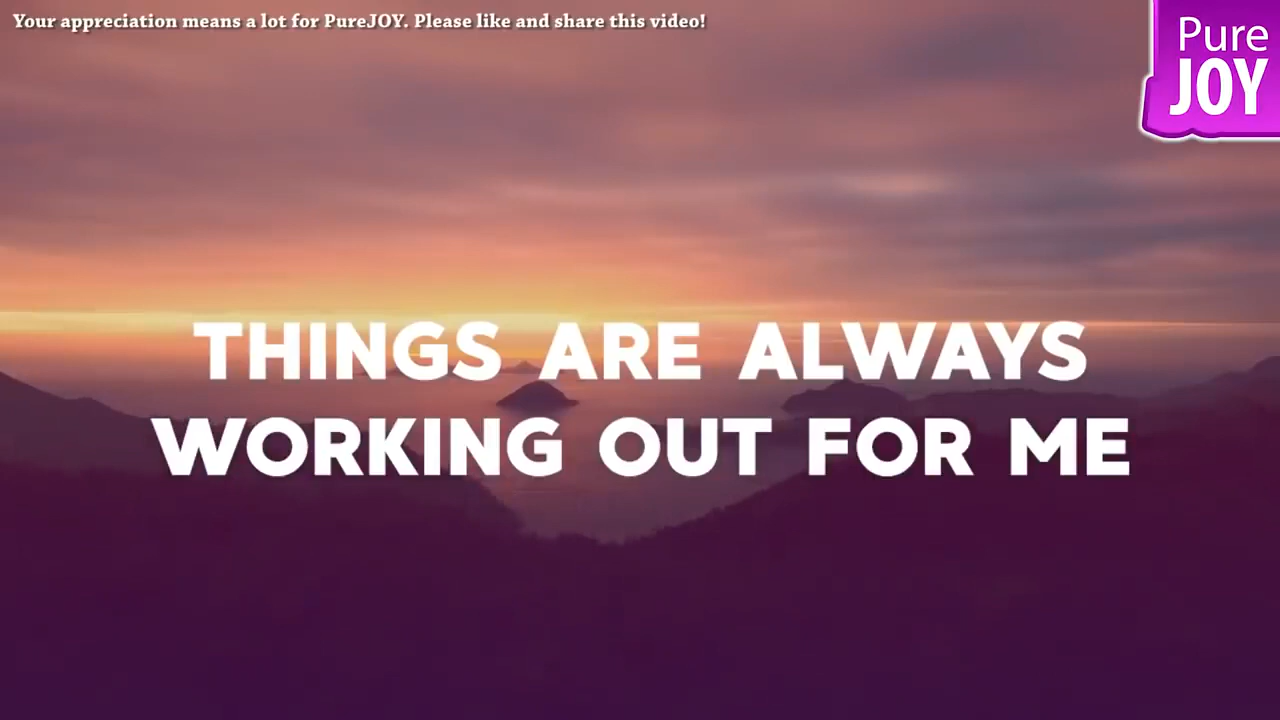 Your appreciation means a lot for PureJOY. Please like and share this video!
Pure
JOY
THINGS ARE ALWAYS
WORKING OUT FOR ME